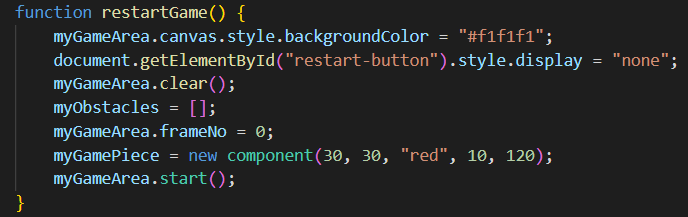 function restartGame() {
    myGameArea.canvas.style.backgroundColor = "#f1f1f1";
    document.getElementById("restart-button").style.display = "none";
    myGameArea.clear();
    myObstacles = [];
    myGameArea.frameNo = 0;
    myGamePiece = new component(30, 30, "red", 10, 120);
    myGameArea.start();
}